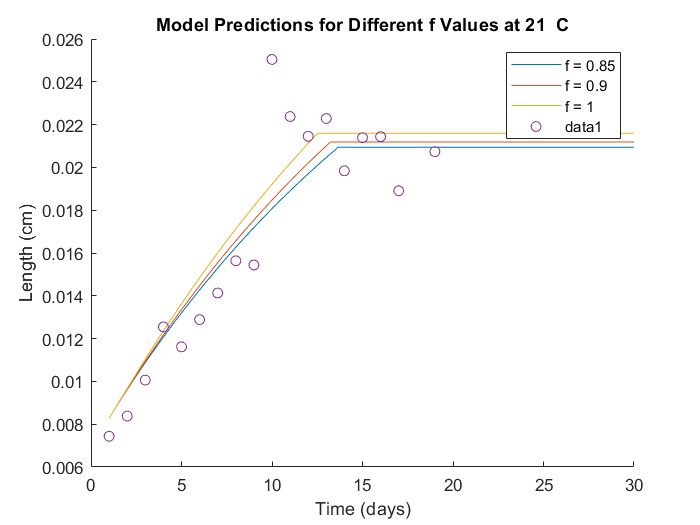 Model Predictions for Different f Values at 21  C
0.026
0.024
0.022
0.02
0.018
0.016
0.014
0.012
0.01
0.008
0.006
Length (cm)
f = 0.85
f = 0.9
f = 1
data1
0 5 10 15 20 25 30
Time (days)